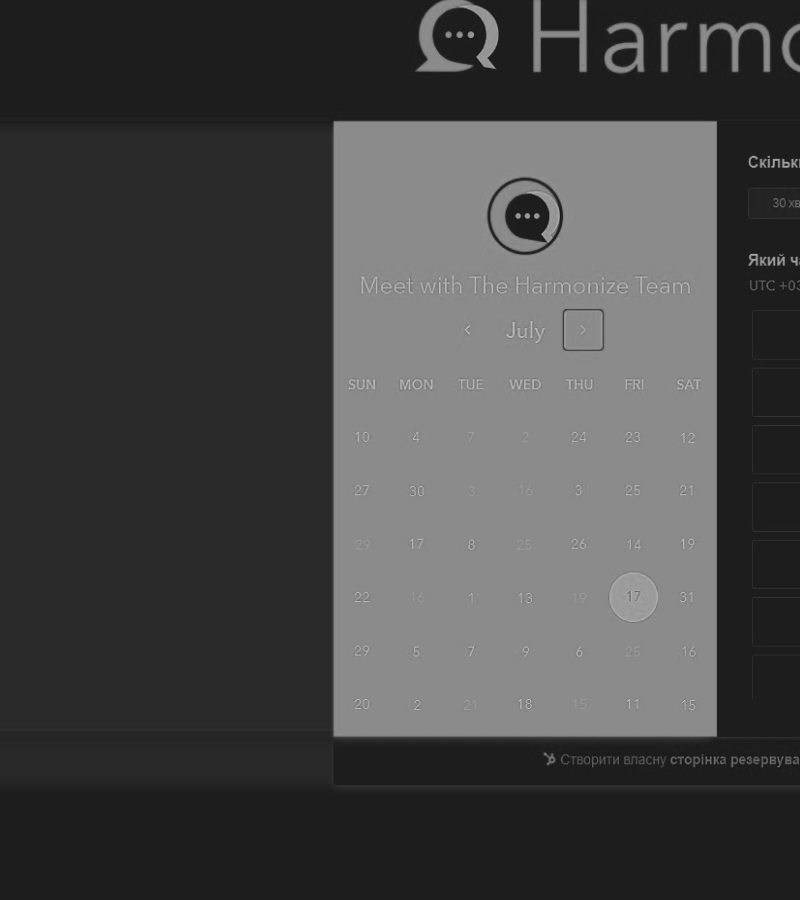 Harmo
Meet with The Harmonize Team
July
SUN MON TUE WED THU FRI SAT
10 4 7 2 24 23 12
27 30 3 16 3 25 21
29 17 8 25 26 14 19
22 16 1 13 19 17 31
29 5 7 9 6 25 16
20 2 21 18 15 11 15
Скільк
30 хв
Який ч
UTC +03
Створити власну сторінка резервува